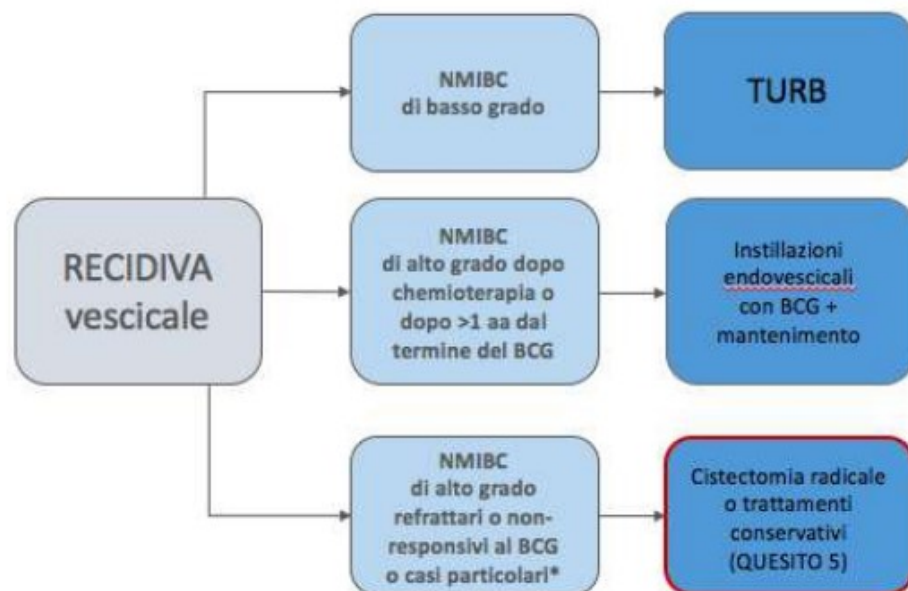 NMIBC
di basso grado
TURB
RECIDIVA
vescicale
NMIBC
di alto grado dopo
chemioterapia o
dopo >1 aa dal
termine del BCG
Instillazioni
endovescicali
con BCG +
mantenimento
NMIBC
di alto grado
refrattari o non-
responsivi al BCG
o casi particolari*
Cistectomia radicale
o trattamenti
conservativi
(QUESITO 5)